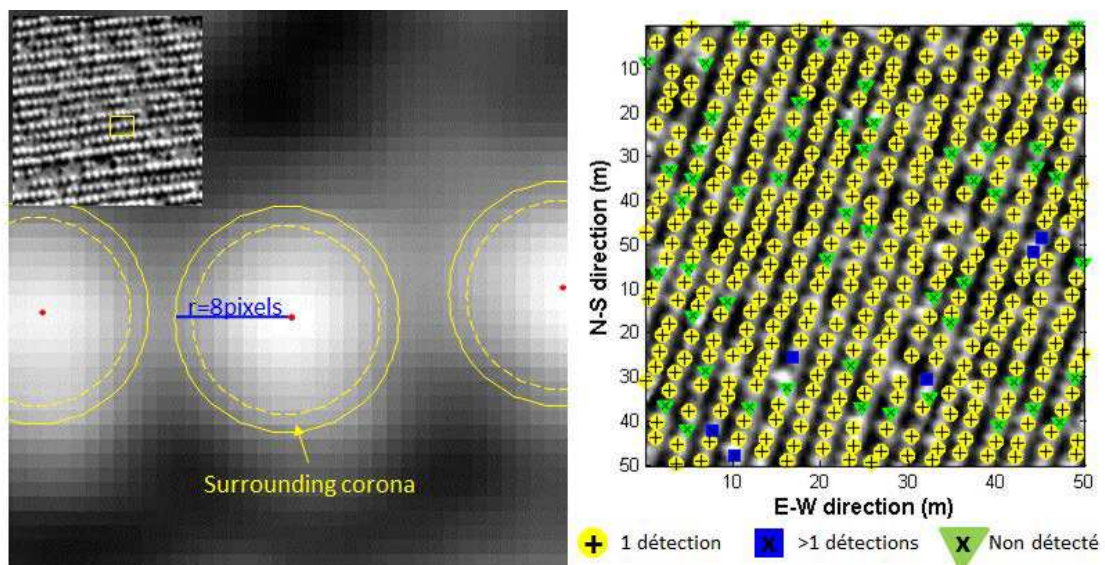 r=8pixels
Surrounding corona
N-S direction (m)
10
20
30
40
50
10
20
30
40
50
10
20
30
40
50
E-W direction (m)
1 détection
>1 détections
Non détecté